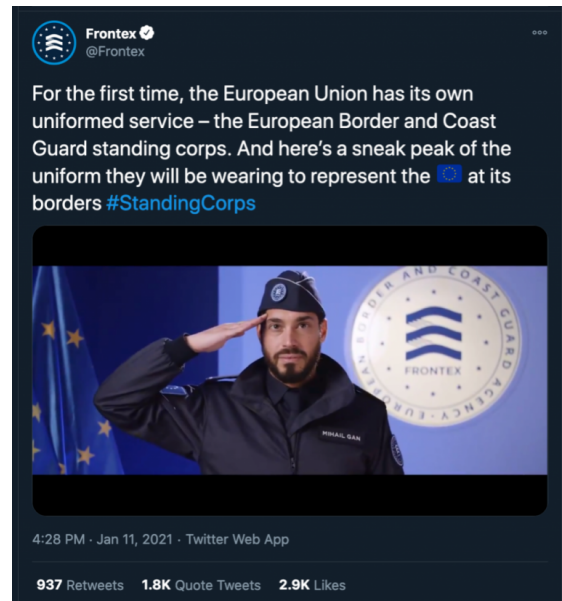 Frontex
@Frontex
For the first time, the European Union has its own
uniformed service – the European Border and Coast
Guard standing corps. And here's a sneak peak of the
uniform they will be wearing to represent the 🇪🇺 at its
borders #StandingCorps
EUROPEAN BORDER AND COAST GUARD AGENCY
FRONTEX
MIHAIL GAN
4:28 PM · Jan 11, 2021 · Twitter Web App
937 Retweets 1.8K Quote Tweets 2.9K Likes